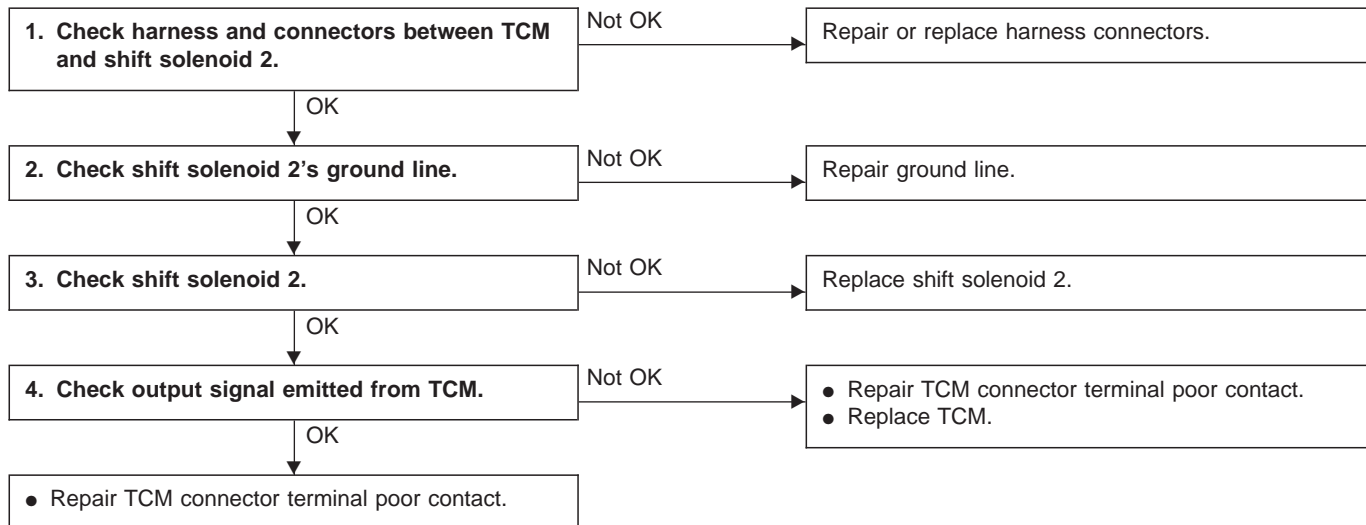 1. Check harness and connectors between TCM
and shift solenoid 2.
Not OK
Repair or replace harness connectors.
OK
2. Check shift solenoid 2’s ground line.
Not OK
Repair ground line.
OK
3. Check shift solenoid 2.
Not OK
Replace shift solenoid 2.
OK
4. Check output signal emitted from TCM.
Not OK
● Repair TCM connector terminal poor contact.
● Replace TCM.
OK
● Repair TCM connector terminal poor contact.